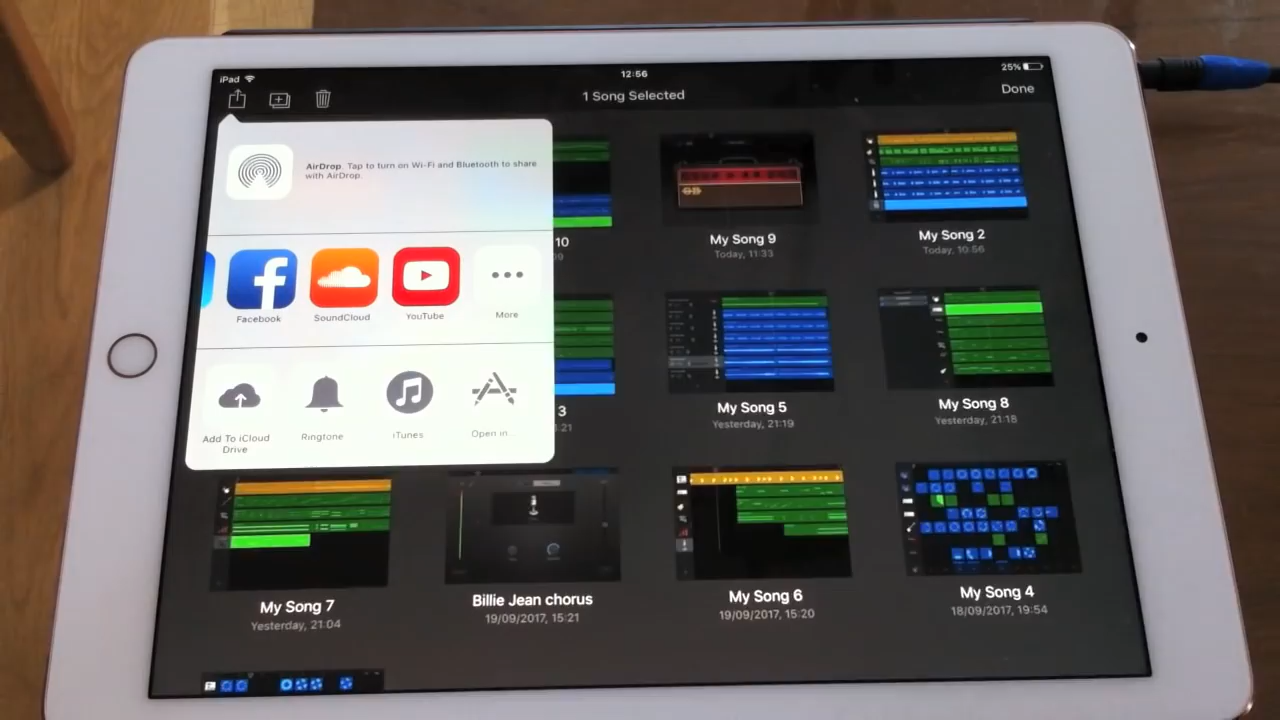 iPad
12:56
25%
1 Song Selected
Done
AirDrop. Tap to turn on Wi-Fi and Bluetooth to share
with AirDrop.
Facebook
SoundCloud
YouTube
More
Add To iCloud
Drive
Ringtone
iTunes
Open in
10
09
My Song 9
Today, 11:33
My Song 2
Today, 10:56
3
21
My Song 5
Yesterday, 21:19
My Song 8
Yesterday, 21:18
My Song 7
Yesterday, 21:04
Billie Jean chorus
19/09/2017, 15:21
My Song 6
19/09/2017, 15:20
My Song 4
18/09/2017, 19:54